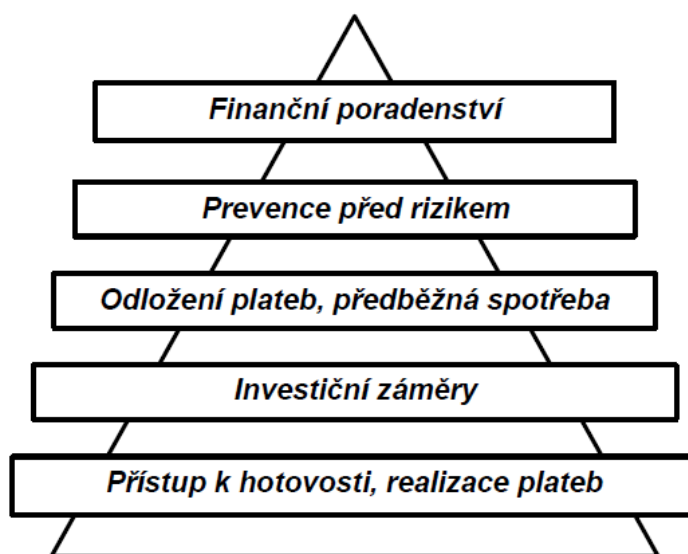 Finanční poradenství
Prevence před rizikem
Odložení plateb, předběžná spotřeba
Investiční záměry
Přístup k hotovosti, realizace plateb